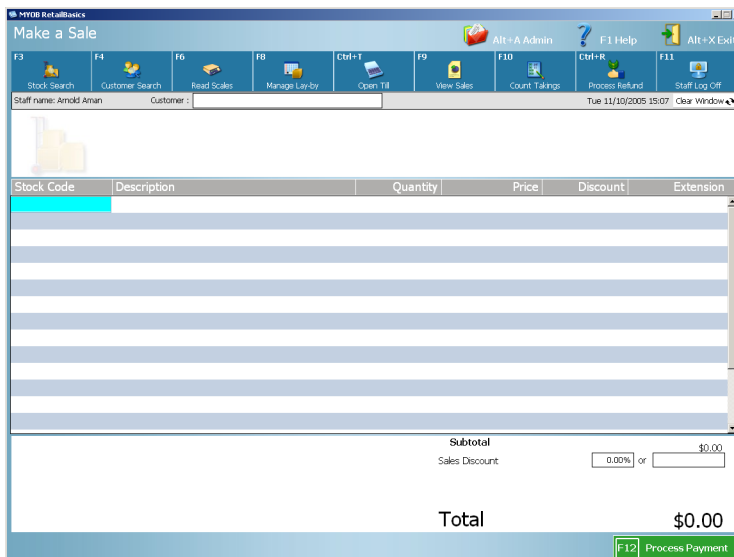 MYOB RetailBasics
Make a Sale
Alt+A Admin
F1 Help
Alt+X Exit
F3 F4 F6 F8 Ctrl+T F9 F10 Ctrl+R F11
Stock Search Customer Search Read Scales Manage Lay-by Open Till View Sales Count Takings Process Refund Staff Log Off
Staff name: Arnold Aman Customer : Tue 11/10/2005 15:07 Clear Window
Stock Code Description Quantity Price Discount Extension
Subtotal $0.00
Sales Discount 0.00% or
Total $0.00
F12 Process Payment